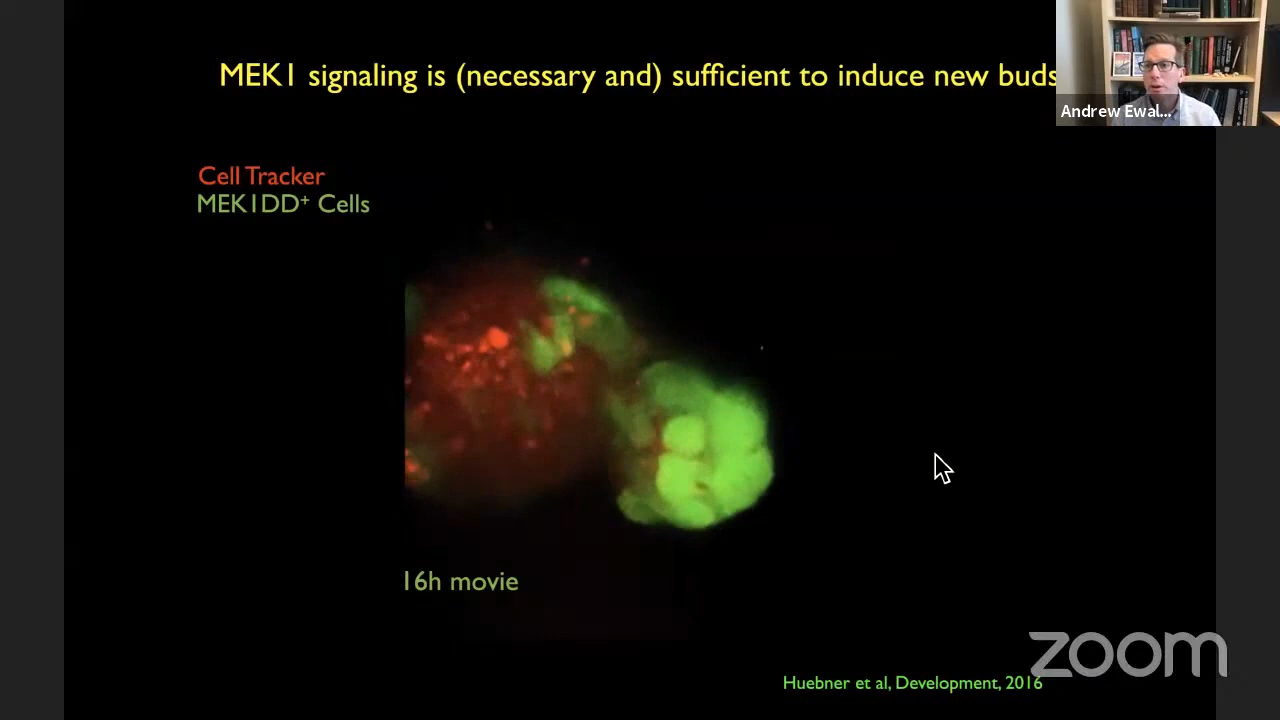 MEK1 signaling is (necessary and) sufficient to induce new buds
Andrew Ewal...
Cell Tracker
MEK1DD+ Cells
16h movie
zoom
Huebner et al, Development, 2016